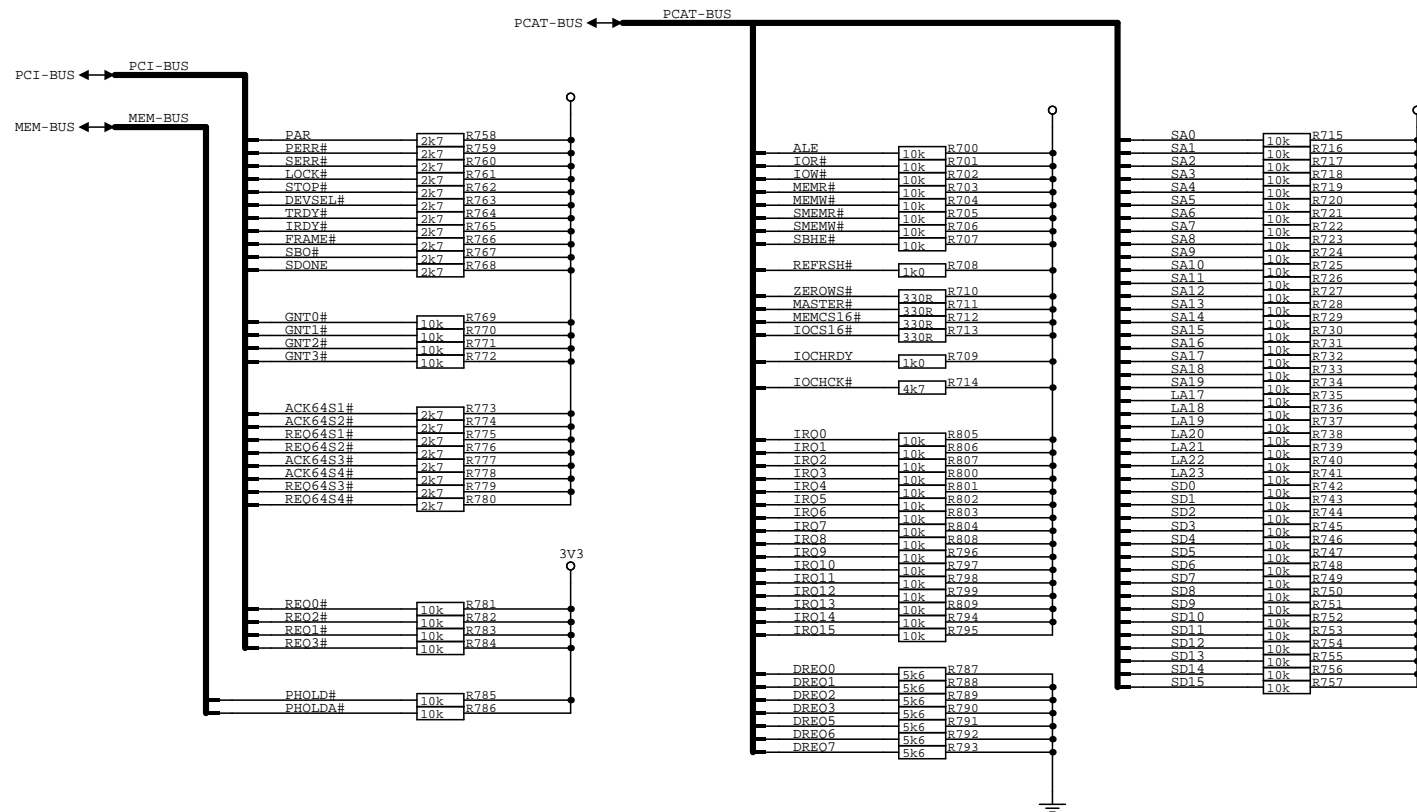 PCAT-BUS PCAT-BUS
PCI-BUS PCI-BUS
MEM-BUS MEM-BUS
PAR 2k7 R758
PERR# 2k7 R759
SERR# 2k7 R760
LOCK# 2k7 R761
STOP# 2k7 R762
DEVSEL# 2k7 R763
TRDY# 2k7 R764
IRDY# 2k7 R765
FRAME# 2k7 R766
SBO# 2k7 R767
SDONE 2k7 R768
GNT0# 10k R769
GNT1# 10k R770
GNT2# 10k R771
GNT3# 10k R772
ACK64S1# 2k7 R773
ACK64S2# 2k7 R774
REQ64S1# 2k7 R775
REQ64S2# 2k7 R776
ACK64S3# 2k7 R777
ACK64S4# 2k7 R778
REQ64S3# 2k7 R779
REQ64S4# 2k7 R780
3V3
REQ0# 10k R781
REQ2# 10k R782
REQ1# 10k R783
REQ3# 10k R784
PHOLD# 10k R785
PHOLDA# 10k R786
ALE 10k R700
IOR# 10k R701
IOW# 10k R702
MEMR# 10k R703
MEMW# 10k R704
SMEMR# 10k R705
SMEMW# 10k R706
SBHE# 10k R707
REFRSH# 1k0 R708
ZEROWS# 330R R710
MASTER# 330R R711
MEMCS16# 330R R712
IOCS16# 330R R713
IOCHRDY 1k0 R709
IOCHCK# 4k7 R714
IRQ0 10k R805
IRQ1 10k R806
IRQ2 10k R807
IRQ3 10k R800
IRQ4 10k R801
IRQ5 10k R802
IRQ6 10k R803
IRQ7 10k R804
IRQ8 10k R808
IRQ9 10k R796
IRQ10 10k R797
IRQ11 10k R798
IRQ12 10k R799
IRQ13 10k R809
IRQ14 10k R794
IRQ15 10k R795
DREQ0 5k6 R787
DREQ1 5k6 R788
DREQ2 5k6 R789
DREQ3 5k6 R790
DREQ5 5k6 R791
DREQ6 5k6 R792
DREQ7 5k6 R793
SA0 10k R715
SA1 10k R716
SA2 10k R717
SA3 10k R718
SA4 10k R719
SA5 10k R720
SA6 10k R721
SA7 10k R722
SA8 10k R723
SA9 10k R724
SA10 10k R725
SA11 10k R726
SA12 10k R727
SA13 10k R728
SA14 10k R729
SA15 10k R730
SA16 10k R731
SA17 10k R732
SA18 10k R733
SA19 10k R734
LA17 10k R735
LA18 10k R736
LA19 10k R737
LA20 10k R738
LA21 10k R739
LA22 10k R740
LA23 10k R741
SD0 10k R742
SD1 10k R743
SD2 10k R744
SD3 10k R745
SD4 10k R746
SD5 10k R747
SD6 10k R748
SD7 10k R749
SD8 10k R750
SD9 10k R751
SD10 10k R752
SD11 10k R753
SD12 10k R754
SD13 10k R755
SD14 10k R756
SD15 10k R757